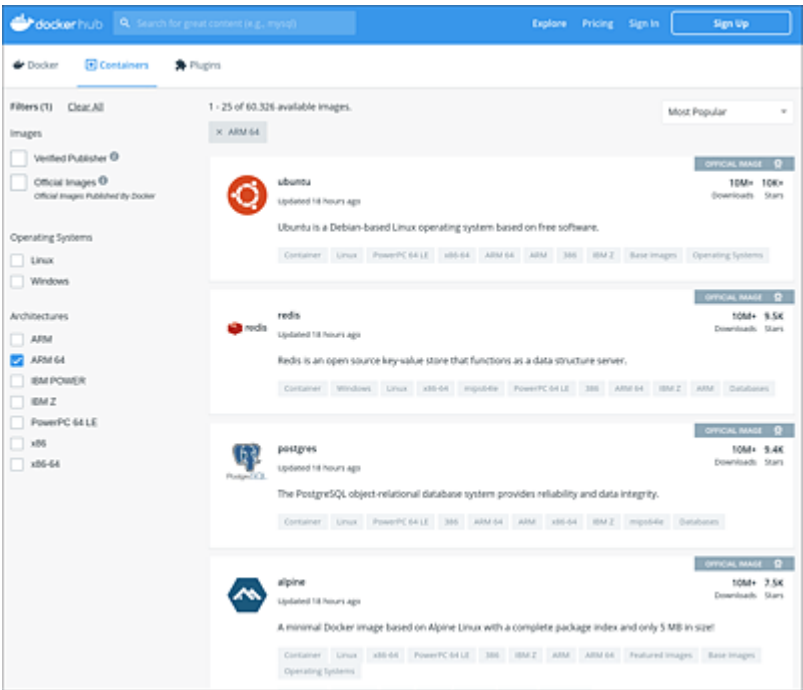 dockerhub Search for great content (e.g., mysql) Explore Pricing Sign In Sign Up
Docker Containers Plugins
Filters (1) Clear All
1 - 25 of 60.326 available images.
Most Popular
× ARM 64
Images
Verified Publisher
Official Images
Official Images Published By Docker
Operating Systems
Linux
Windows
Architectures
ARM
ARM 64
IBM POWER
IBM Z
PowerPC 64 LE
x86
x86-64
OFFICIAL IMAGE
ubuntu
10M+ 10K+
Updated 18 hours ago
Downloads Stars
Ubuntu is a Debian-based Linux operating system based on free software.
Container Linux PowerPC 64 LE x86-64 ARM 64 ARM 386 IBM Z Base Images Operating Systems
OFFICIAL IMAGE
redis
redis
10M+ 9.5K
Updated 18 hours ago
Downloads Stars
Redis is an open source key-value store that functions as a data structure server.
Container Windows Linux x86-64 mips64le PowerPC 64 LE 386 ARM 64 IBM Z ARM Databases
OFFICIAL IMAGE
postgres
10M+ 9.4K
Updated 18 hours ago
Downloads Stars
PostgreSQL
The PostgreSQL object-relational database system provides reliability and data integrity.
Container Linux PowerPC 64 LE 386 ARM 64 ARM x86-64 IBM Z mips64le Databases
OFFICIAL IMAGE
alpine
10M+ 7.5K
Updated 18 hours ago
Downloads Stars
A minimal Docker image based on Alpine Linux with a complete package index and only 5 MB in size!
Container Linux x86-64 PowerPC 64 LE 386 IBM Z ARM ARM 64 Featured Images Base Images
Operating Systems